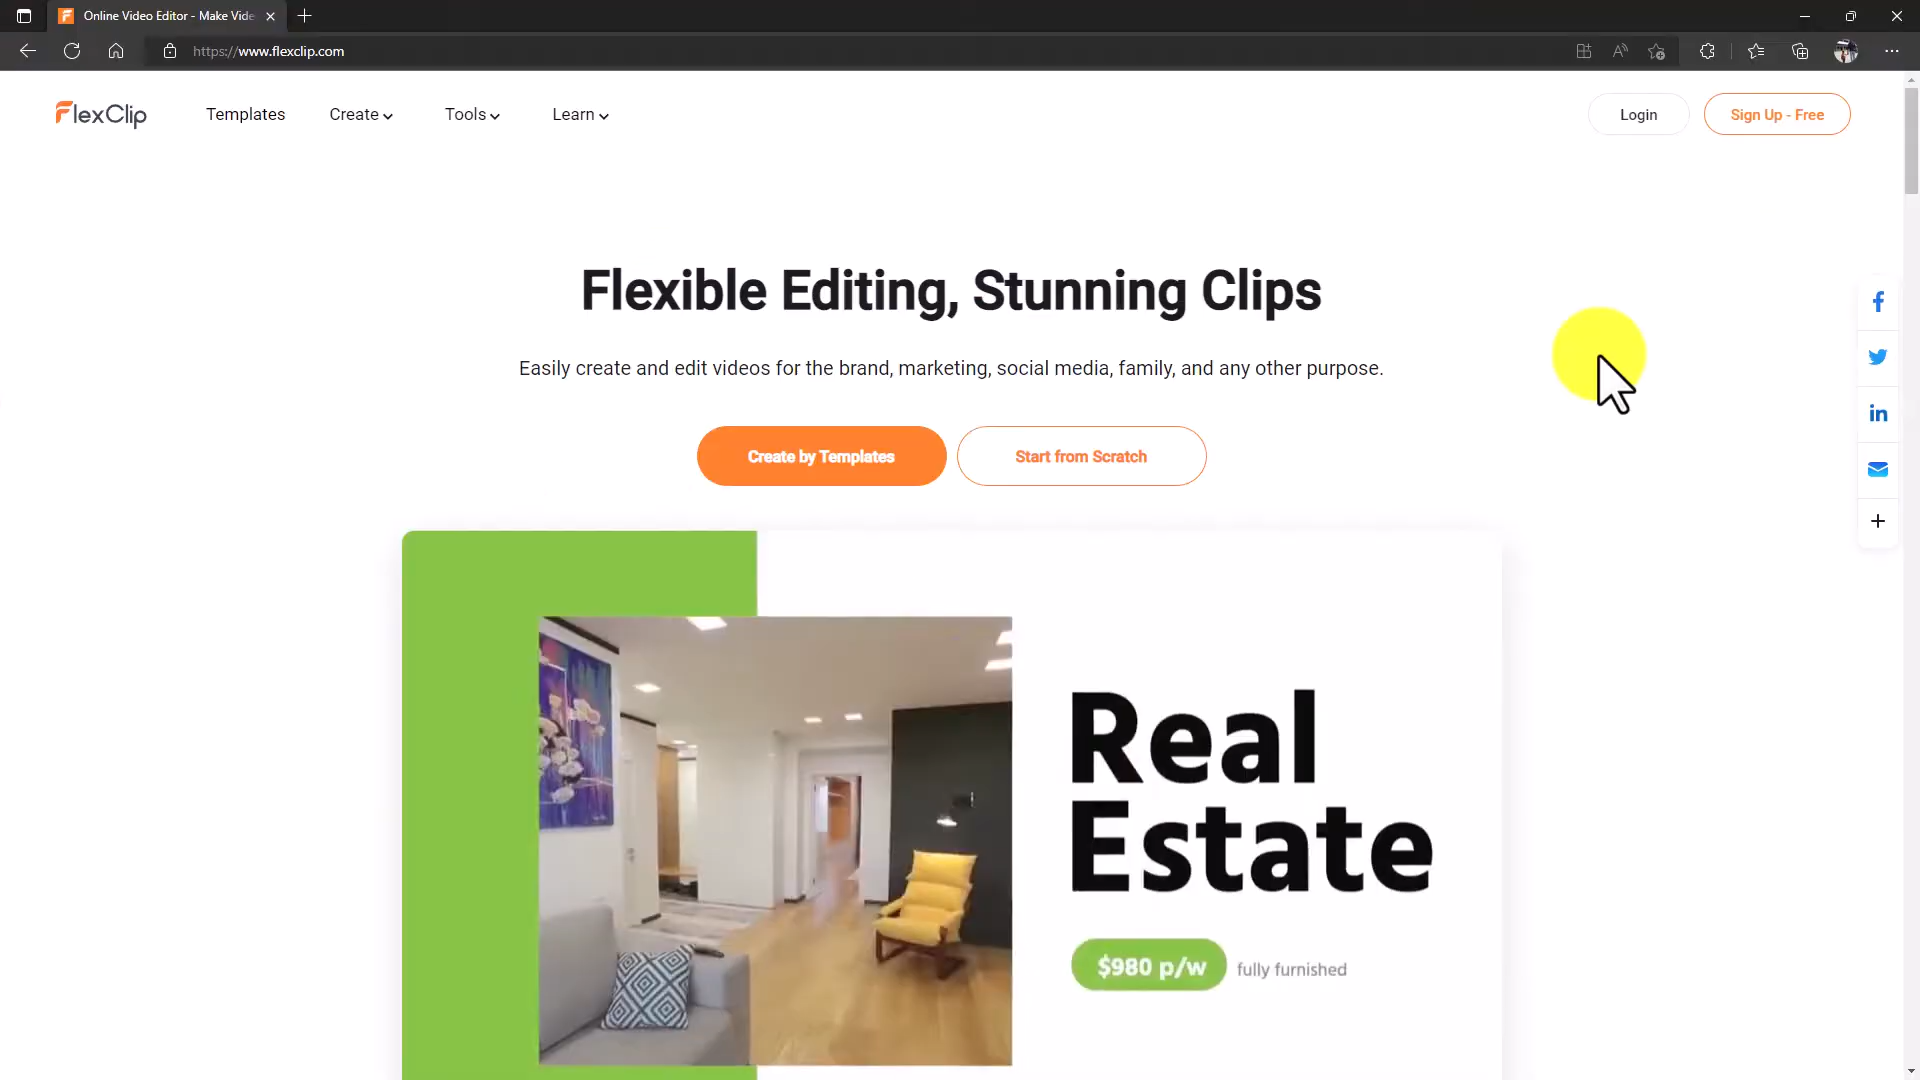 Online Video Editor - Make Vide
https://www.flexclip.com
FlexClip
Templates
Create
Tools
Learn
Login
Sign Up - Free
Flexible Editing, Stunning Clips
Easily create and edit videos for the brand, marketing, social media, family, and any other purpose.
Create by Templates
Start from Scratch
Real
Estate
$980 p/w
fully furnished